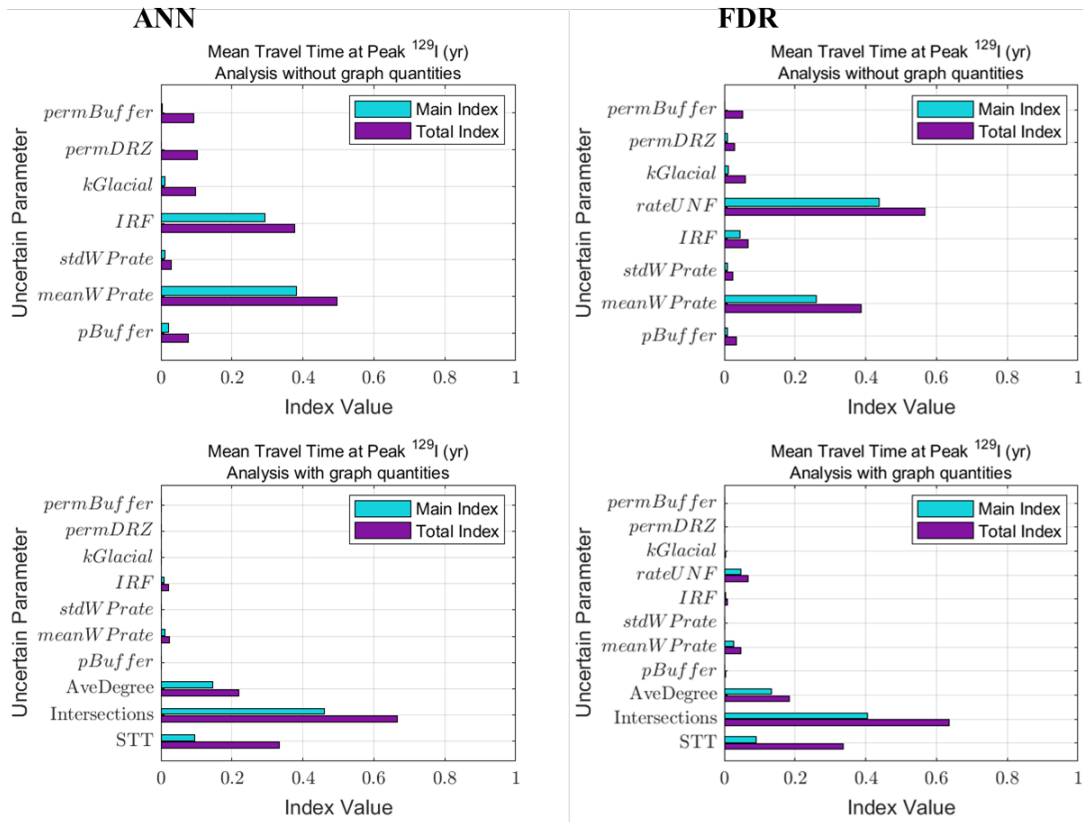 ANN
Mean Travel Time at Peak ¹²⁹I (yr)
Analysis without graph quantities
Main Index
Total Index
Uncertain Parameter
permBuffer
permDRZ
kGlacial
IRF
stdWPrate
meanWPrate
pBuffer
0 0.2 0.4 0.6 0.8 1
Index Value
FDR
Mean Travel Time at Peak ¹²⁹I (yr)
Analysis without graph quantities
Main Index
Total Index
Uncertain Parameter
permBuffer
permDRZ
kGlacial
rateUNF
IRF
stdWPrate
meanWPrate
pBuffer
0 0.2 0.4 0.6 0.8 1
Index Value
Mean Travel Time at Peak ¹²⁹I (yr)
Analysis with graph quantities
Main Index
Total Index
Uncertain Parameter
permBuffer
permDRZ
kGlacial
IRF
stdWPrate
meanWPrate
pBuffer
AveDegree
Intersections
STT
0 0.2 0.4 0.6 0.8 1
Index Value
Mean Travel Time at Peak ¹²⁹I (yr)
Analysis with graph quantities
Main Index
Total Index
Uncertain Parameter
permBuffer
permDRZ
kGlacial
rateUNF
IRF
stdWPrate
meanWPrate
pBuffer
AveDegree
Intersections
STT
0 0.2 0.4 0.6 0.8 1
Index Value